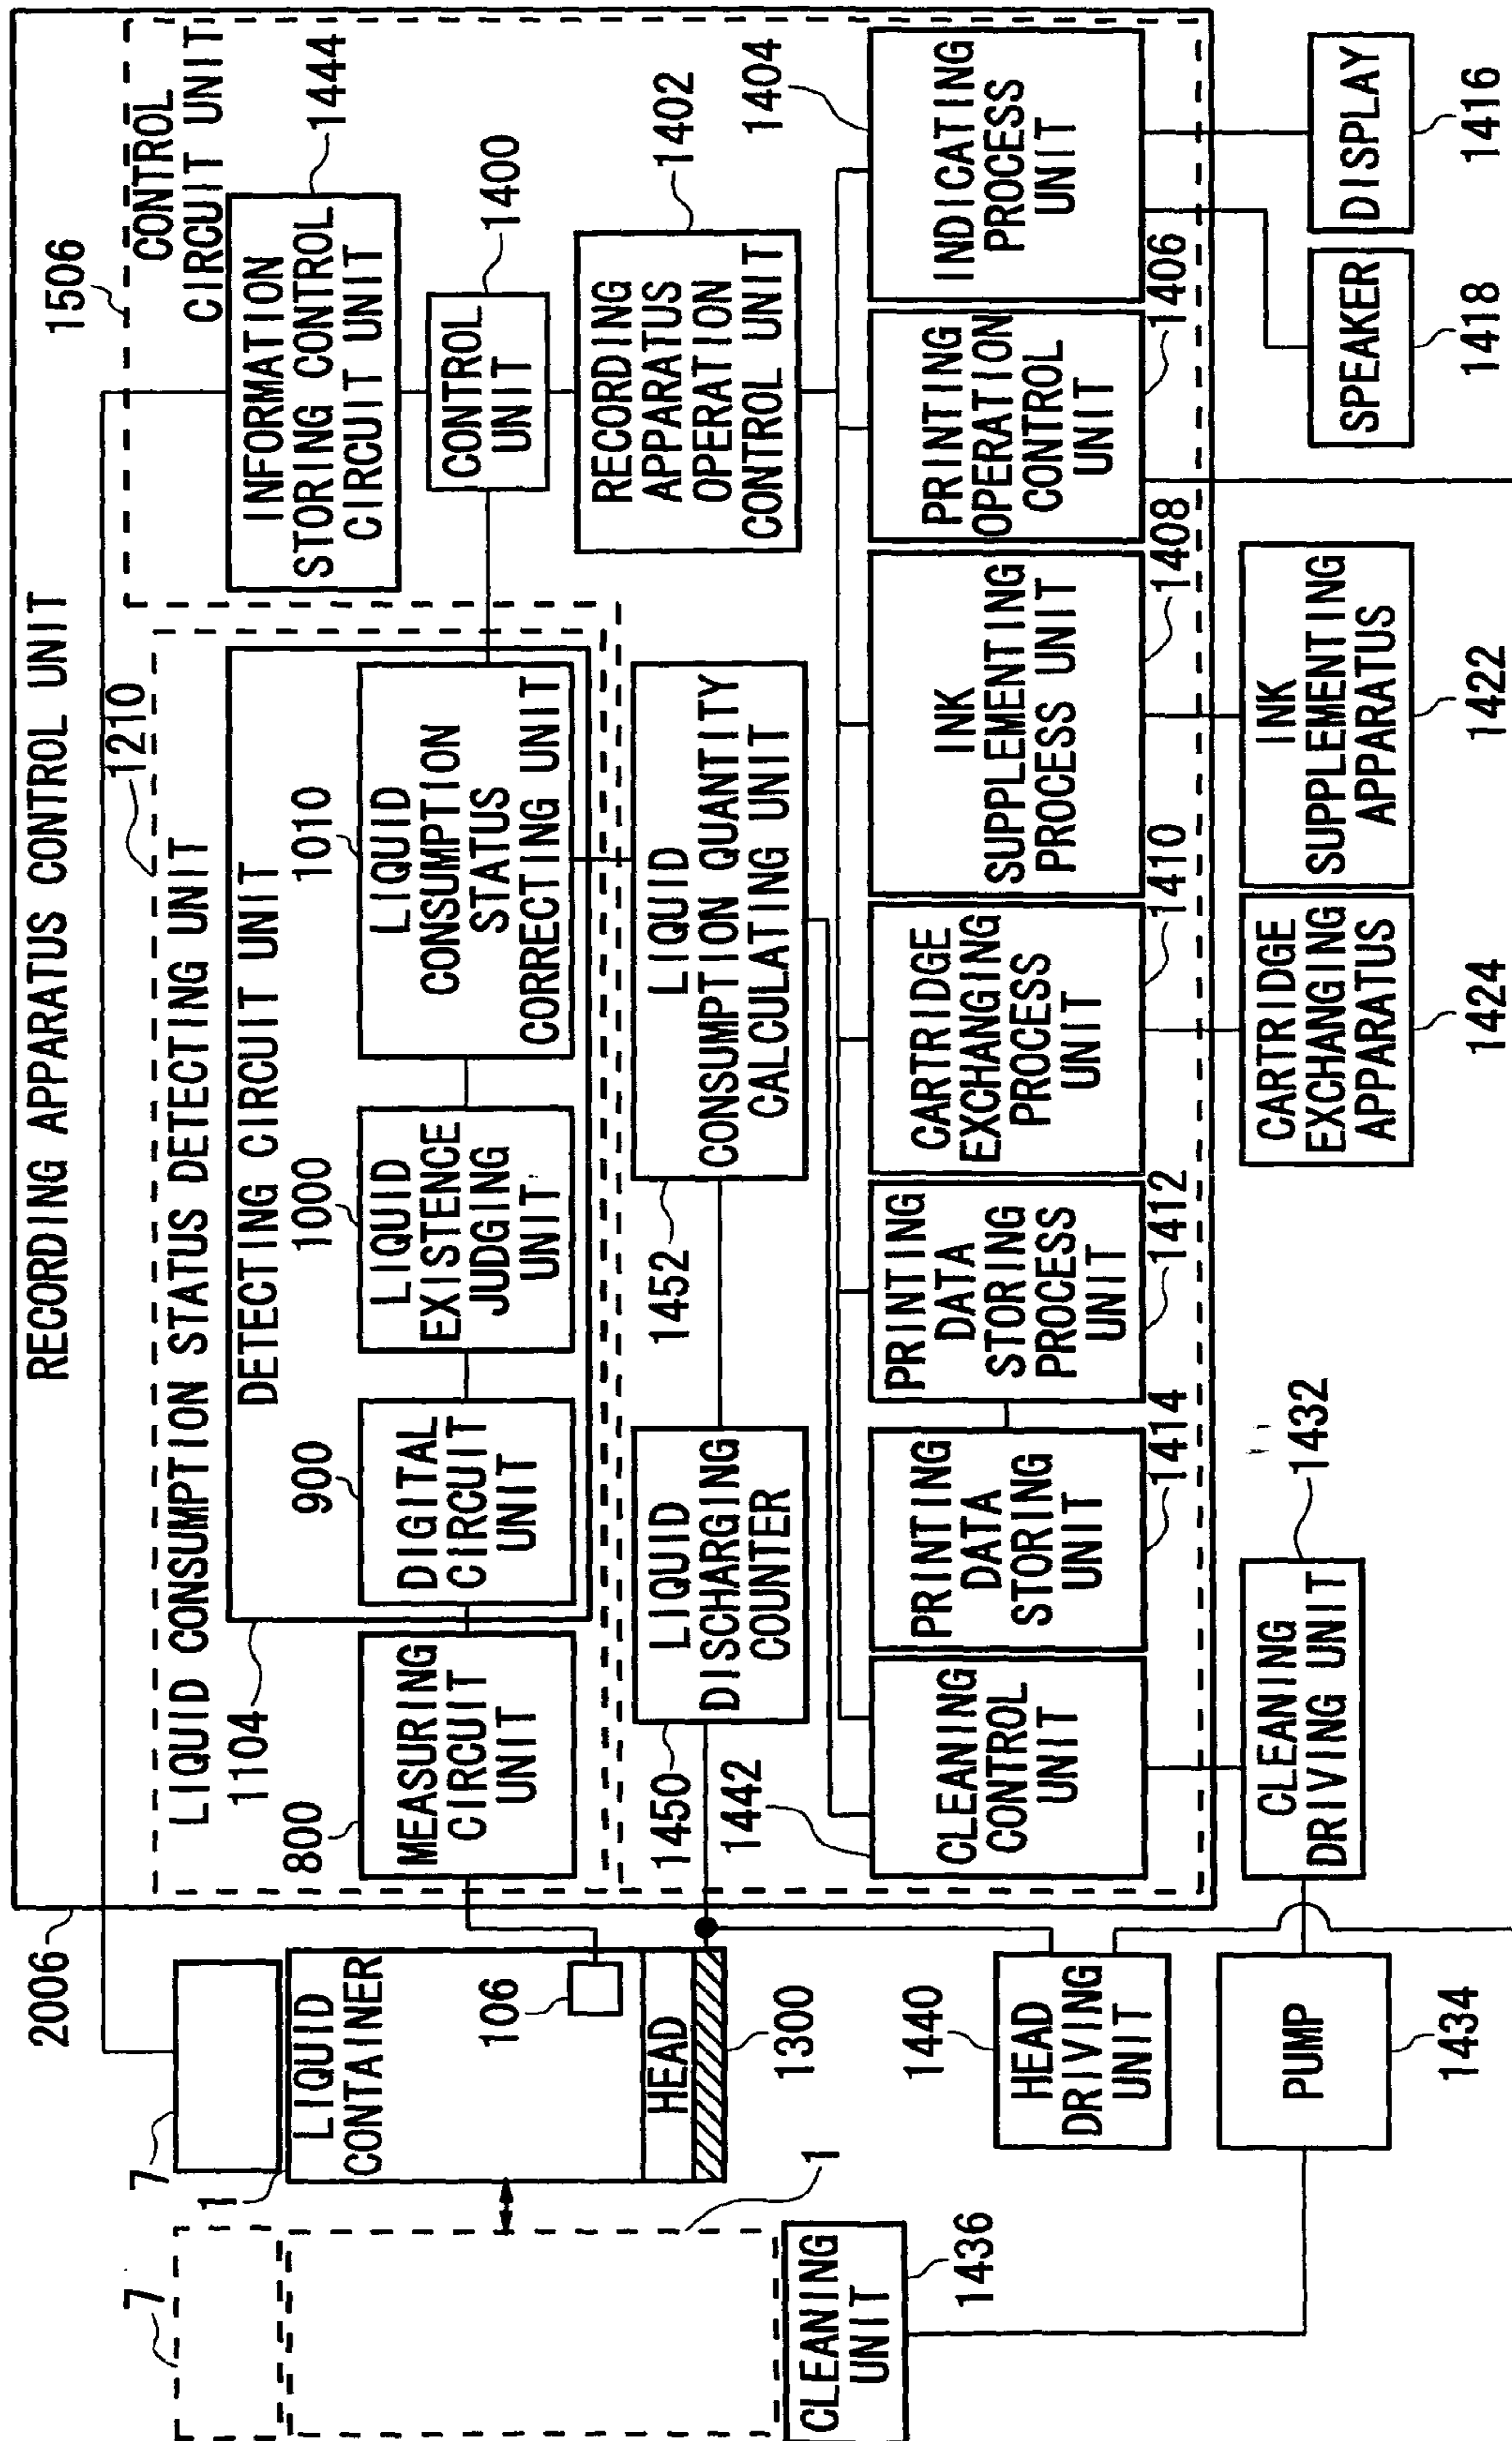 RECORDING APPARATUS CONTROL UNIT
2006
1506
CONTROL
CIRCUIT UNIT
1210
LIQUID CONSUMPTION STATUS DETECTING UNIT
1104
DETECTING CIRCUIT UNIT
800
MEASURING
CIRCUIT
UNIT
900
DIGITAL
CIRCUIT
UNIT
1000
LIQUID
EXISTENCE
JUDGING
UNIT
1010
LIQUID
CONSUMPTION
STATUS
CORRECTING UNIT
INFORMATION
STORING CONTROL
CIRCUIT UNIT
1444
CONTROL
UNIT
1400
RECORDING
APPARATUS
OPERATION
CONTROL UNIT
1402
7
7
1
LIQUID
CONTAINER
106
HEAD
1300
1
CLEANING
UNIT
1436
1450
LIQUID
DISCHARGING
COUNTER
1452
LIQUID
CONSUMPTION QUANTITY
CALCULATING UNIT
1442
CLEANING
CONTROL
UNIT
PRINTING
DATA
STORING
UNIT
1414
PRINTING
DATA
STORING
PROCESS
UNIT
1412
CARTRIDGE
EXCHANGING
PROCESS
UNIT
1410
INK
SUPPLEMENTING
PROCESS UNIT
1408
PRINTING
OPERATION
CONTROL
UNIT
1406
INDICATING
PROCESS
UNIT
1404
1440
HEAD
DRIVING
UNIT
PUMP
1434
CLEANING
DRIVING UNIT
1432
CARTRIDGE
EXCHANGING
APPARATUS
1424
INK
SUPPLEMENTING
APPARATUS
1422
SPEAKER
1418
DISPLAY
1416